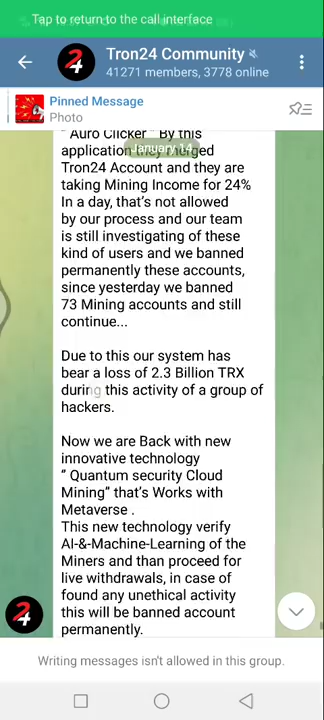 Tap to return to the call interface
Tron24 Community
41271 members, 3778 online
Pinned Message
Photo
" Auro Clicker " By this
application they merged
January 14
Tron24 Account and they are
taking Mining Income for 24%
In a day, that's not allowed
by our process and our team
is still investigating of these
kind of users and we banned
permanently these accounts,
since yesterday we banned
73 Mining accounts and still
continue...
Due to this our system has
bear a loss of 2.3 Billion TRX
during this activity of a group of
hackers.
Now we are Back with new
innovative technology
" Quantum security Cloud
Mining" that's Works with
Metaverse .
This new technology verify
AI-&-Machine-Learning of the
Miners and than proceed for
live withdrawals, in case of
found any unethical activity
this will be banned account
permanently.
24
Writing messages isn't allowed in this group.